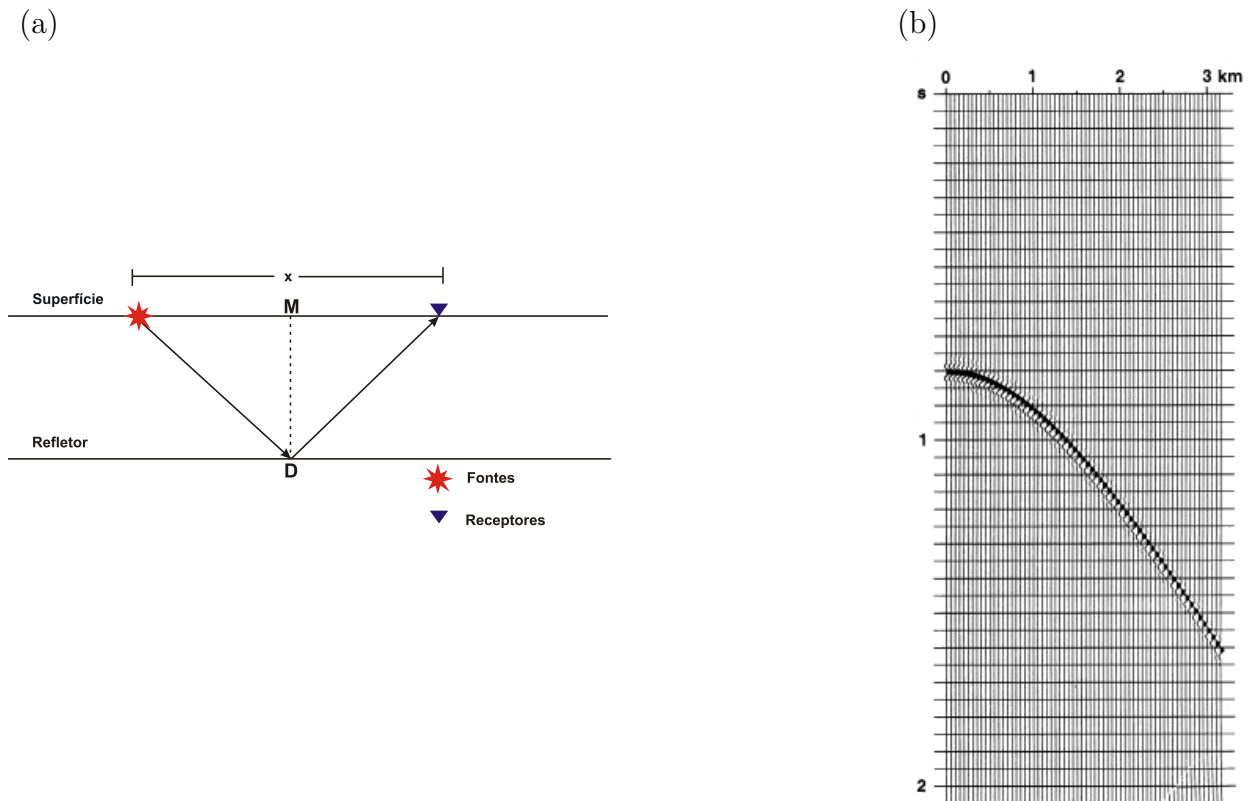 (a)
x
Superfície
M
Refletor
D
Fontes
Receptores
(b)
0 1 2 3 km
s
1
2